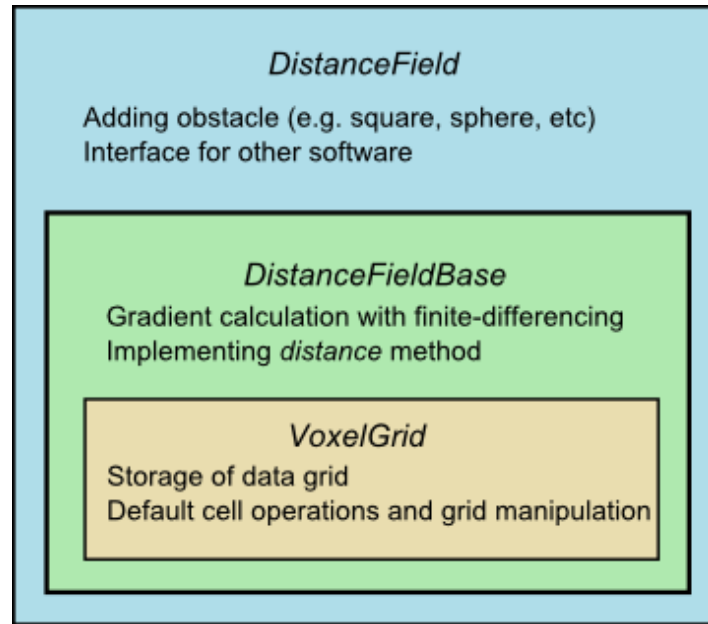 DistanceField
Adding obstacle (e.g. square, sphere, etc)
Interface for other software
DistanceFieldBase
Gradient calculation with finite-differencing
Implementing distance method
VoxelGrid
Storage of data grid
Default cell operations and grid manipulation